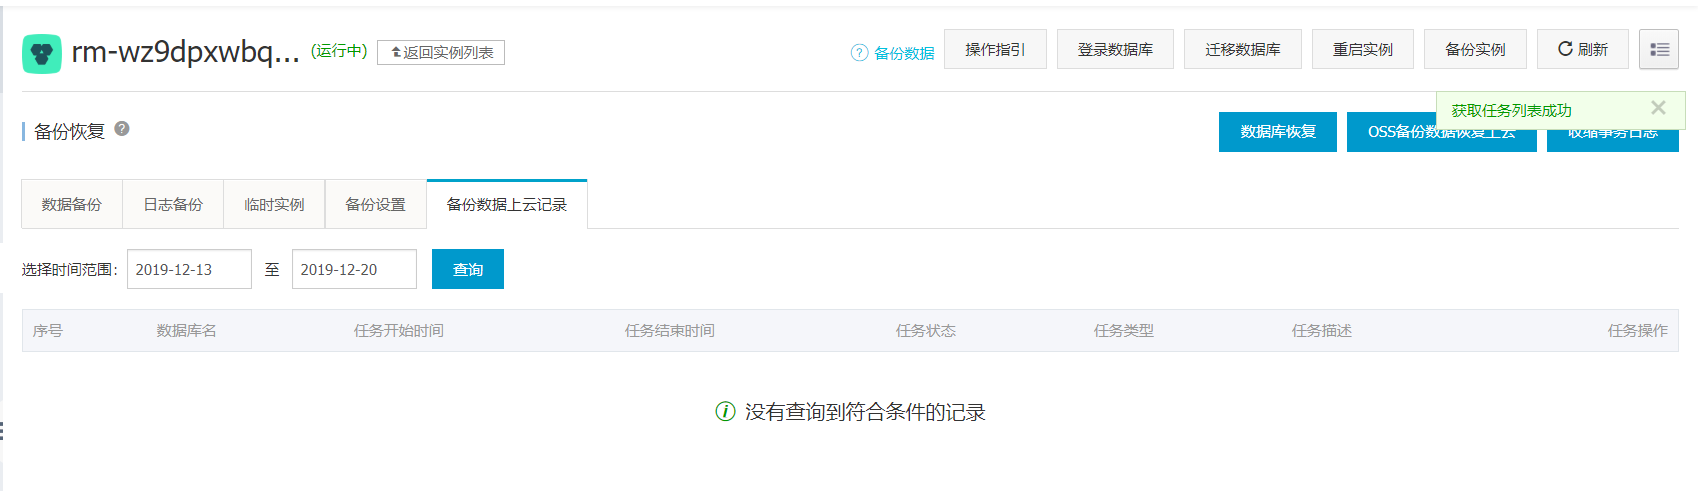 rm-wz9dpxwbq... (运行中) 返回实例列表
备份数据 操作指引 登录数据库 迁移数据库 重启实例 备份实例 刷新
获取任务列表成功
备份恢复
数据库恢复 OSS备份数据恢复上云 收缩事务日志
数据备份 日志备份 临时实例 备份设置 备份数据上云记录
选择时间范围: 2019-12-13 至 2019-12-20 查询
序号 数据库名 任务开始时间 任务结束时间 任务状态 任务类型 任务描述 任务操作
没有查询到符合条件的记录